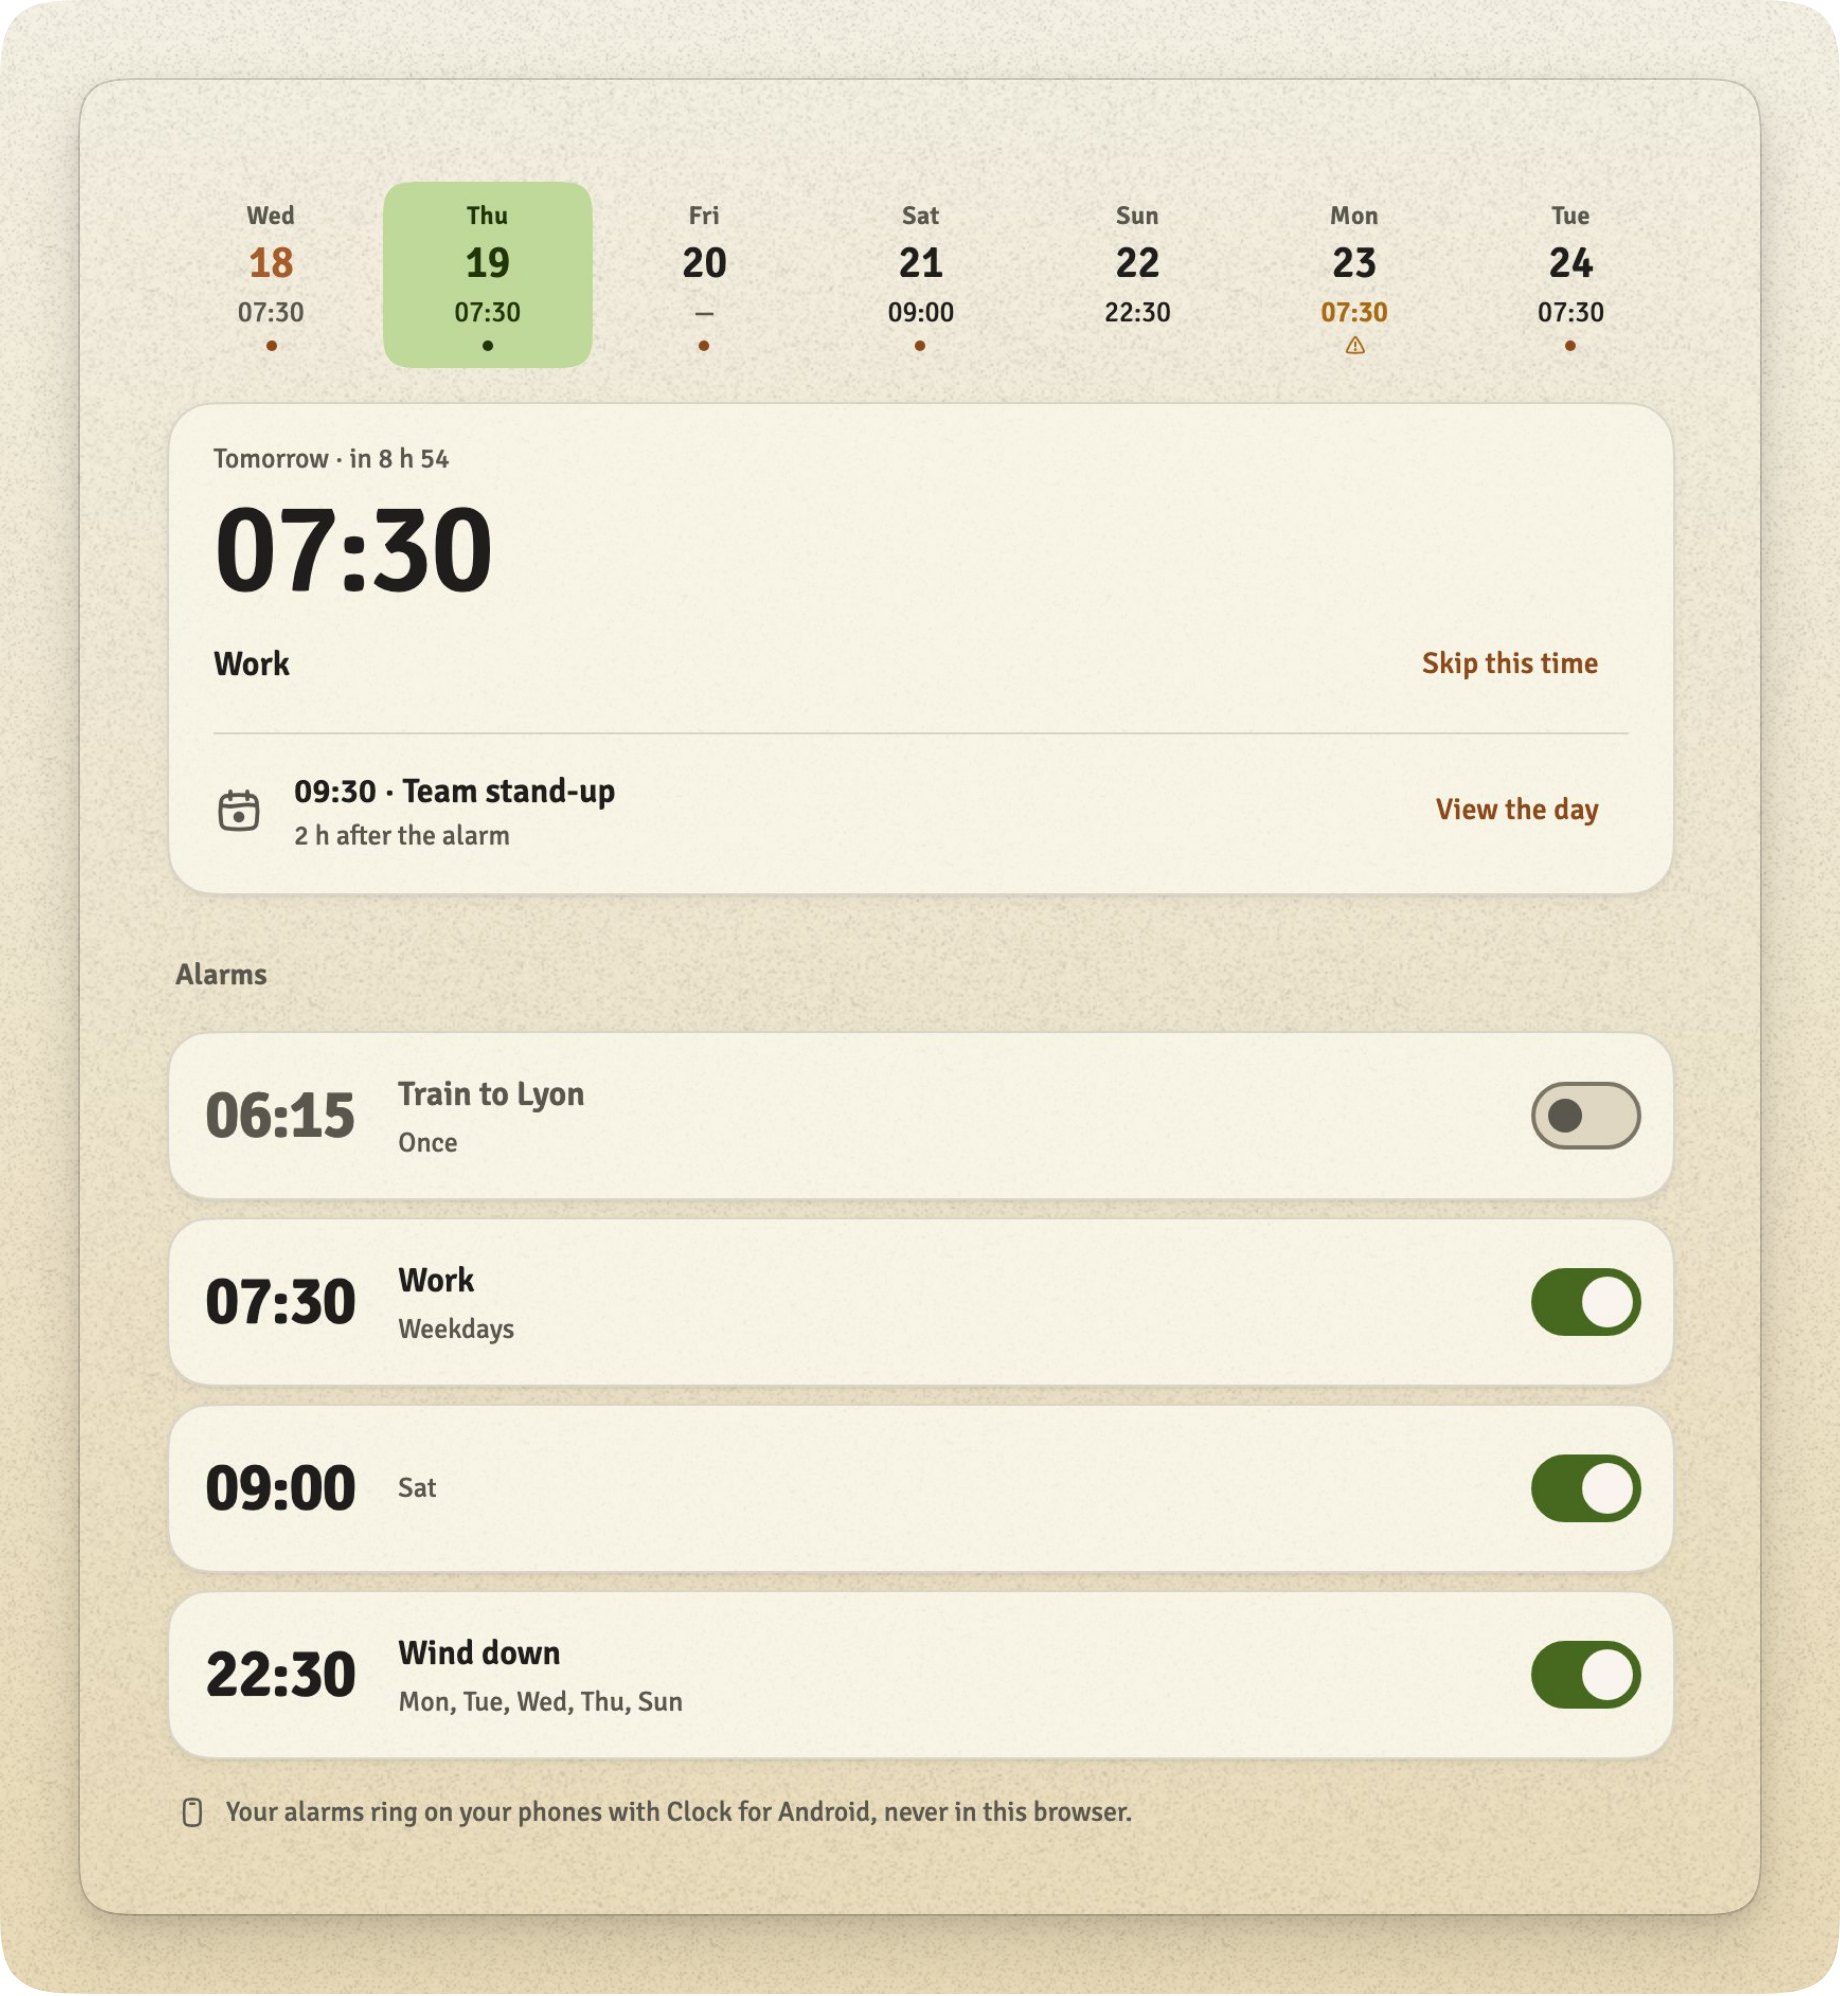 Wed Thu Fri Sat Sun Mon Tue
18 19 20 21 22 23 24
07:30 07:30 – 09:00 22:30 07:30 07:30
Tomorrow · in 8 h 54
07:30
Work Skip this time
09:30 · Team stand-up
2 h after the alarm
View the day
Alarms
06:15 Train to Lyon
Once
07:30 Work
Weekdays
09:00 Sat
22:30 Wind down
Mon, Tue, Wed, Thu, Sun
Your alarms ring on your phones with Clock for Android, never in this browser.